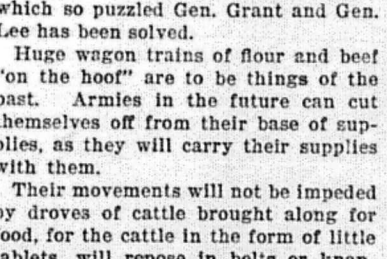 which so puzzled Gen. Grant and Gen.
Lee has been solved.
Huge wagon trains of flour and beef
"on the hoof" are to be things of the
past. Armies in the future can cut
themselves off from their base of sup-
plies, as they will carry their supplies
with them.
Their movements will not be impeded
by droves of cattle brought along for
food, for the cattle in the form of little
tablets, will repose in belts or knap-